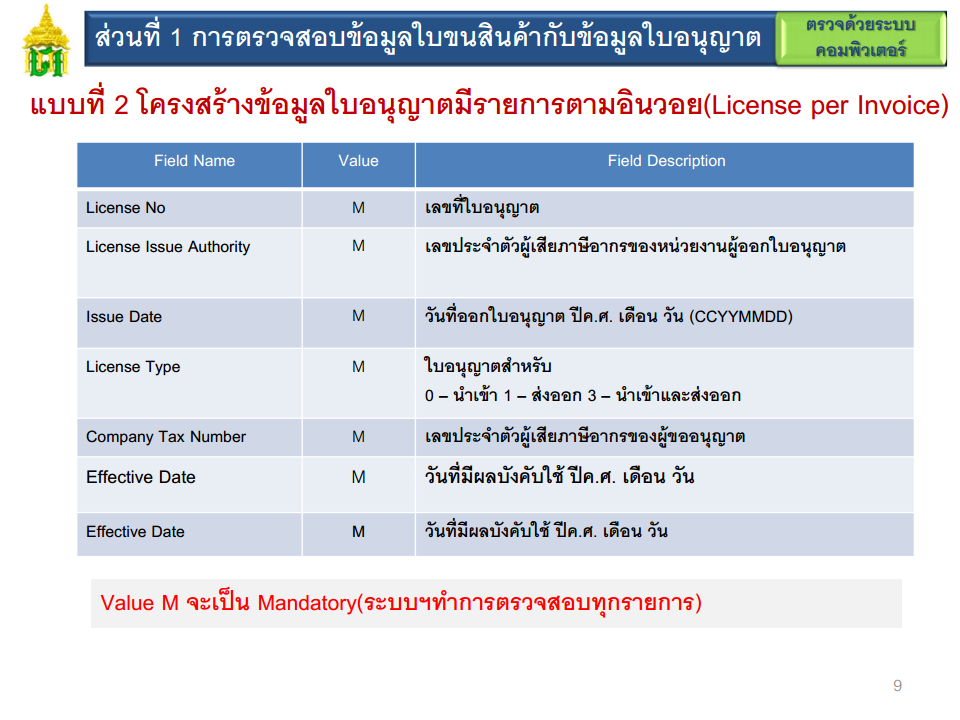 ส่วนที่ 1 การตรวจสอบข้อมูลใบขนสินค้ากับข้อมูลใบอนุญาต
ตรวจด้วยระบบ
คอมพิวเตอร์
แบบที่ 2 โครงสร้างข้อมูลใบอนุญาตมีรายการตามอินวอย(License per Invoice)
Field Name Value Field Description
License No M เลขที่ใบอนุญาต
License Issue Authority M เลขประจำตัวผู้เสียภาษีอากรของหน่วยงานผู้ออกใบอนุญาต
Issue Date M วันที่ออกใบอนุญาต ปีค.ศ. เดือน วัน (CCYYMMDD)
License Type M ใบอนุญาตสำหรับ
0 – นำเข้า 1 – ส่งออก 3 – นำเข้าและส่งออก
Company Tax Number M เลขประจำตัวผู้เสียภาษีอากรของผู้ขออนุญาต
Effective Date M วันที่มีผลบังคับใช้ ปีค.ศ. เดือน วัน
Effective Date M วันที่มีผลบังคับใช้ ปีค.ศ. เดือน วัน
Value M จะเป็น Mandatory(ระบบฯทำการตรวจสอบทุกรายการ)
9